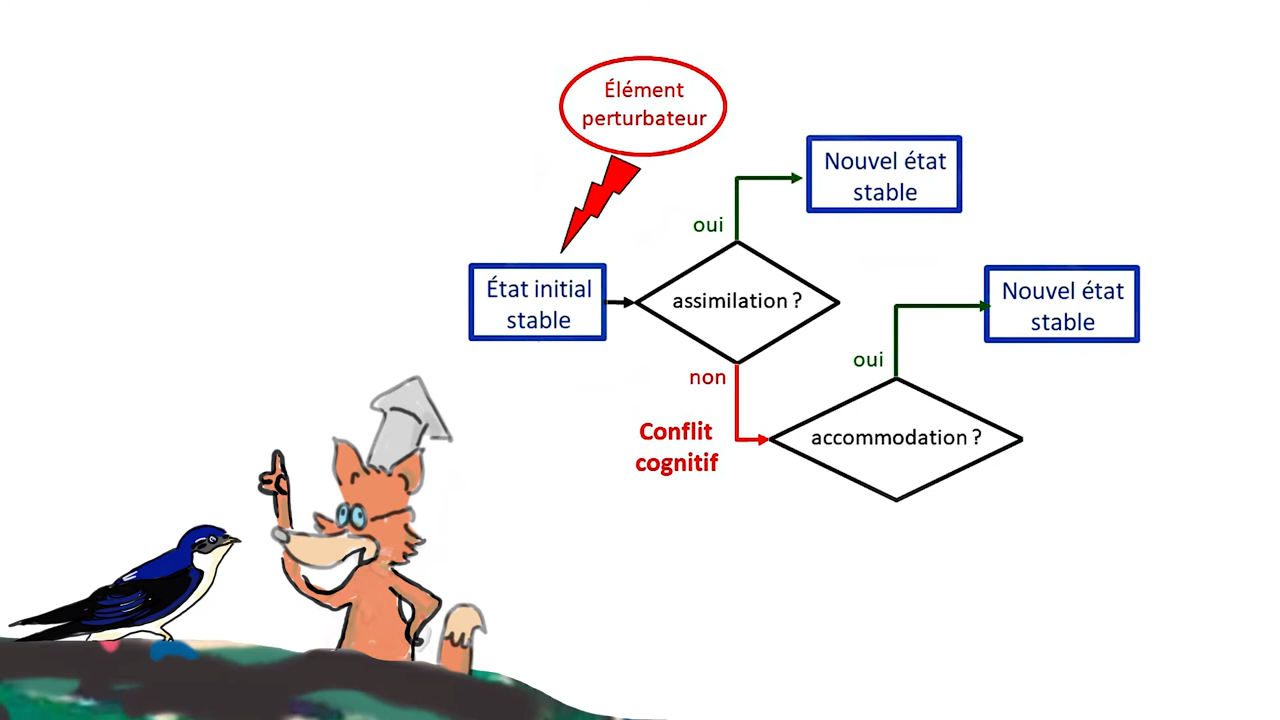 Élément
perturbateur
Nouvel état
stable
oui
État initial
stable
assimilation ?
Nouvel état
stable
non
oui
Conflit
cognitif
accommodation ?